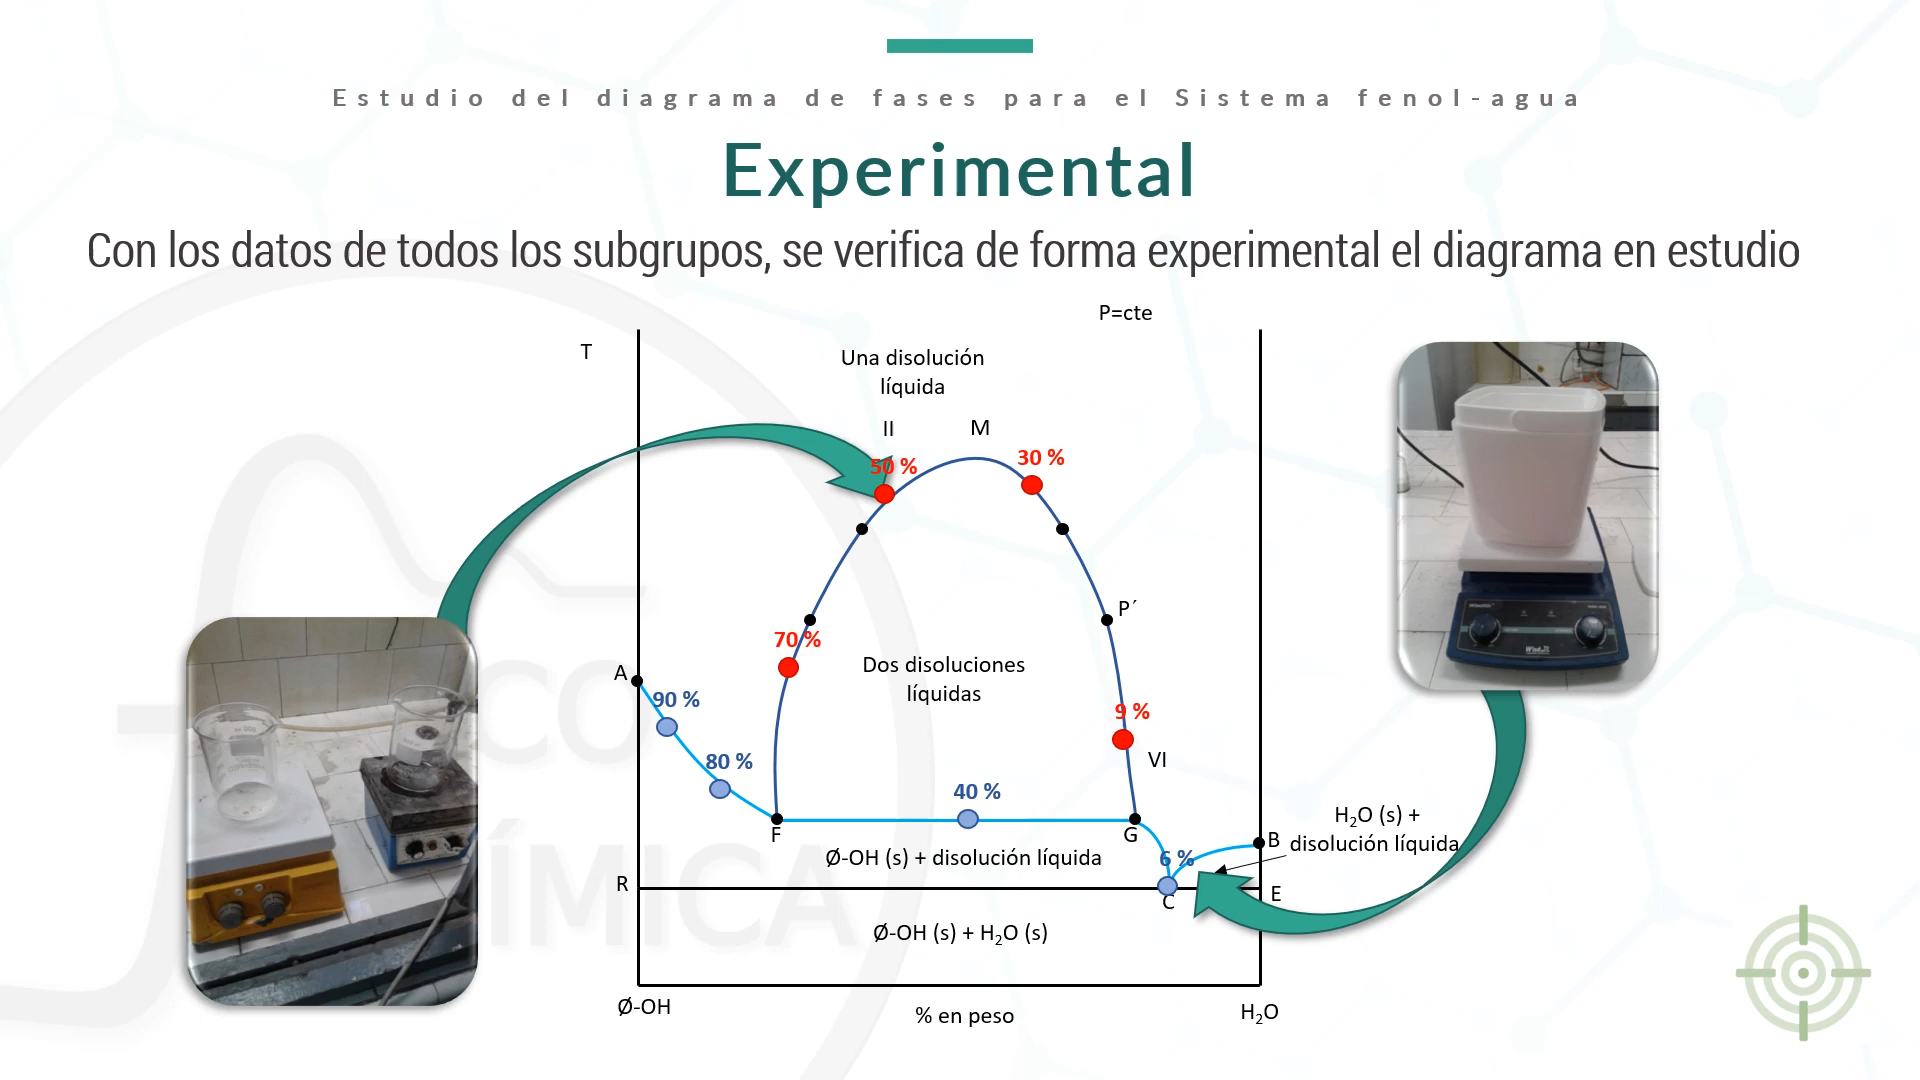 Estudio del diagrama de fases para el Sistema fenol-agua
Experimental
Con los datos de todos los subgrupos, se verifica de forma experimental el diagrama en estudio
P=cte
T
Una disolución
líquida
II
M
50 %
30 %
P´
70 %
Dos disoluciones
líquidas
A
90 %
9 %
80 %
VI
40 %
F
G
H₂O (s) +
disolución líquida
B
6 %
Ø-OH (s) + disolución líquida
R
E
C
Ø-OH (s) + H₂O (s)
Ø-OH
% en peso
H₂O
CO
ÍMICA